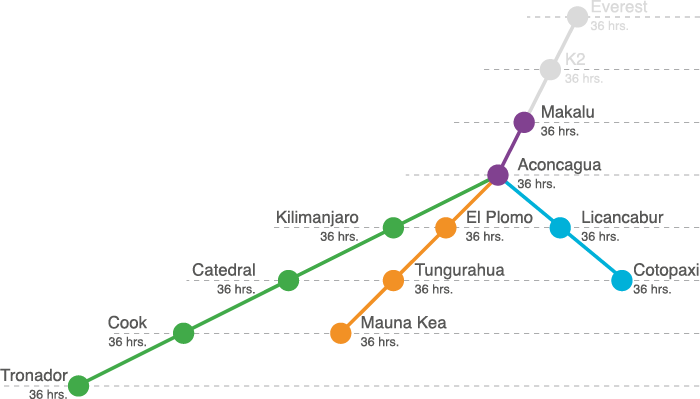 Everest
36 hrs.
K2
36 hrs.
Makalu
36 hrs.
Aconcagua
36 hrs.
Kilimanjaro
36 hrs.
El Plomo
36 hrs.
Licancabur
36 hrs.
Catedral
36 hrs.
Tungurahua
36 hrs.
Cotopaxi
36 hrs.
Cook
36 hrs.
Mauna Kea
36 hrs.
Tronador
36 hrs.